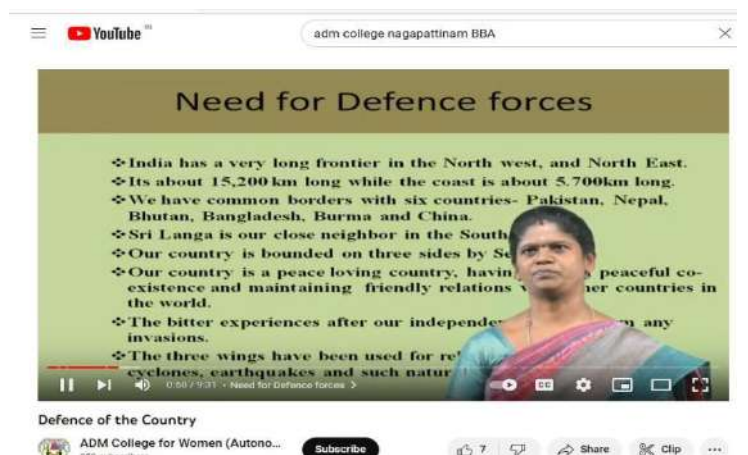 YouTube IN
adm college nagapattinam BBA
Need for Defence forces
❖India has a very long frontier in the North west, and North East.
❖Its about 15,200 km long while the coast is about 5.700km long.
❖We have common borders with six countries- Pakistan, Nepal,
Bhutan, Bangladesh, Burma and China.
❖Sri Langa is our close neighbor in the South
❖Our country is bounded on three sides by
❖Our country is a peace loving country, peaceful co-
existence and maintaining friendly relations countries in
the world.
❖The bitter experiences after our any
invasions.
❖The three wings have been used for
cyclones, earthquakes and such
0:50 / 9:31 • Need for Defence forces >
CC
Defence of the Country
ADM College for Women (Autono...
Subscribe
7
Share
Clip